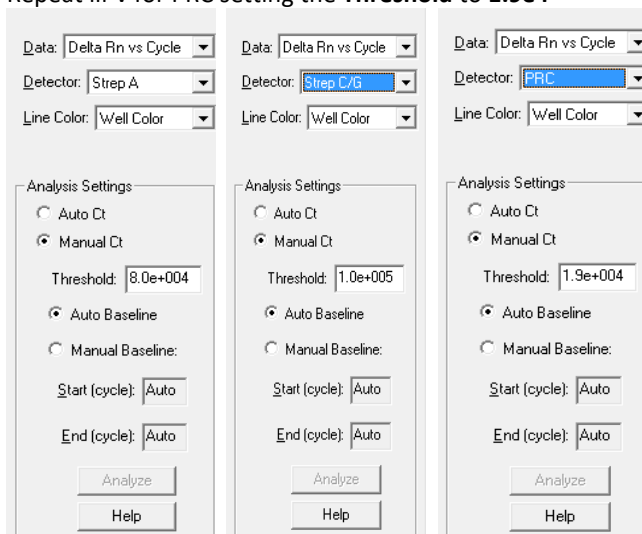 Repeat iii-v for PRC setting the Threshold to 1.9e4.
Data: Delta Rn vs Cycle
Detector: Strep A
Line Color: Well Color
Analysis Settings
Auto Ct
Manual Ct
Threshold: 8.0e+004
Auto Baseline
Manual Baseline:
Start (cycle): Auto
End (cycle): Auto
Analyze
Help
Data: Delta Rn vs Cycle
Detector: Strep C/G
Line Color: Well Color
Analysis Settings
Auto Ct
Manual Ct
Threshold: 1.0e+005
Auto Baseline
Manual Baseline:
Start (cycle): Auto
End (cycle): Auto
Analyze
Help
Data: Delta Rn vs Cycle
Detector: PRC
Line Color: Well Color
Analysis Settings
Auto Ct
Manual Ct
Threshold: 1.9e+004
Auto Baseline
Manual Baseline:
Start (cycle): Auto
End (cycle): Auto
Analyze
Help